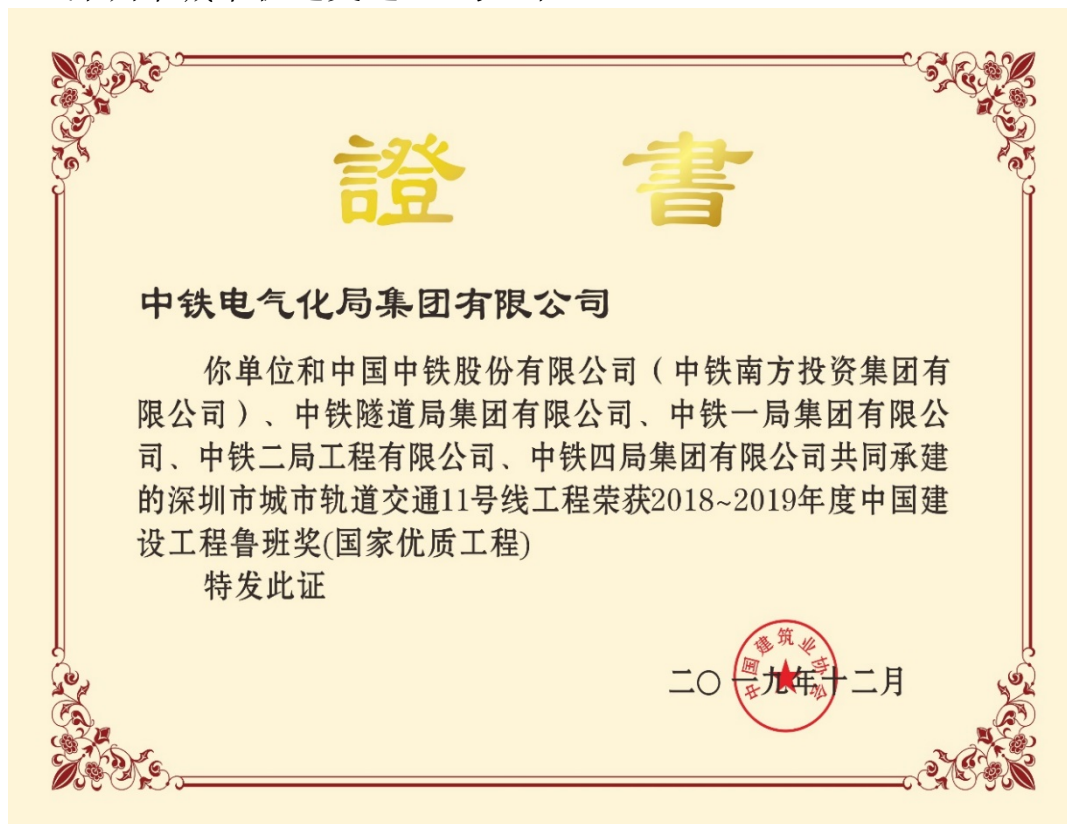 證書
中铁电气化局集团有限公司
你单位和中国中铁股份有限公司（中铁南方投资集团有
限公司）、中铁隧道局集团有限公司、中铁一局集团有限公
司、中铁二局工程有限公司、中铁四局集团有限公司共同承建
的深圳市城市轨道交通11号线工程荣获2018~2019年度中国建
设工程鲁班奖(国家优质工程)
特发此证
中国建筑业协会
二〇一九年十二月